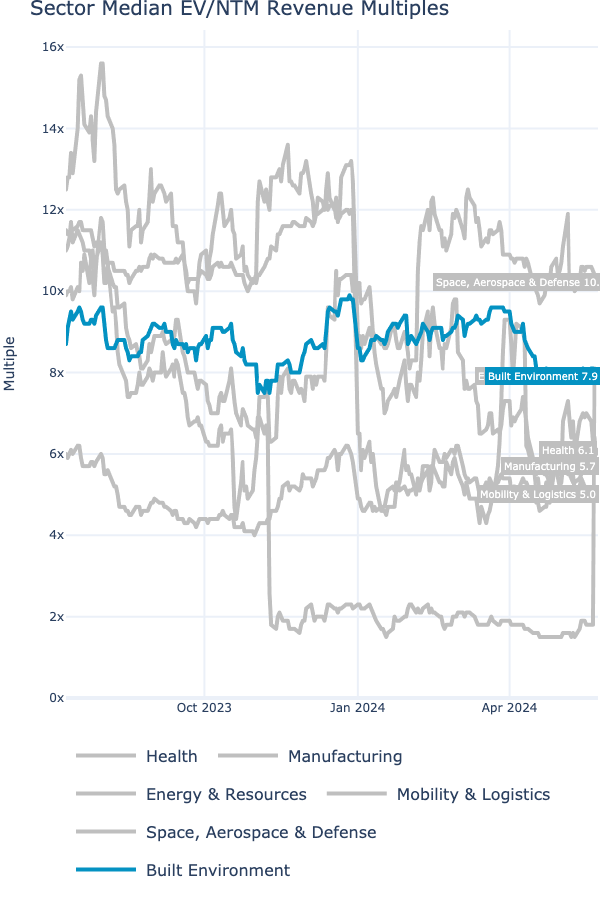 Sector Median EV/NTM Revenue Multiples
16x
14x
12x
10x
8x
6x
4x
2x
0x
Multiple
Space, Aerospace & Defense 10.
E
Built Environment 7.9
Health 6.1
Manufacturing 5.7
Mobility & Logistics 5.0
Oct 2023
Jan 2024
Apr 2024
Health
Manufacturing
Energy & Resources
Mobility & Logistics
Space, Aerospace & Defense
Built Environment